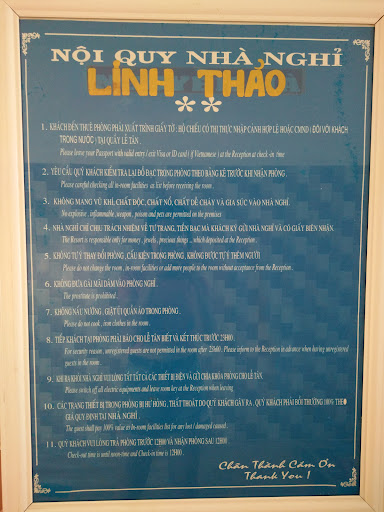 NỘI QUY NHÀ NGHỈ
LINH THẢO
**
1 . KHÁCH ĐẾN THUÊ PHÒNG PHẢI XUẤT TRÌNH GIẤY TỜ : HỘ CHIẾU CÓ THỊ THỰC NHẬP CẢNH HỢP LỆ HOẶC CMND ( ĐỐI VỚI KHÁCH
TRONG NƯỚC ) TẠI QUẦY LỄ TÂN .
Please leave your Passport with valid entry / exit Visa or ID card ( if Vietnamese ) at the Reception at check -in time
2 . YÊU CẦU QUÝ KHÁCH KIỂM TRA LẠI ĐỒ ĐẠC TRONG PHÒNG THEO BẢNG KÊ TRƯỚC KHI NHẬN PHÒNG .
Please careful checking all in-room facilities as list before receiving the room .
3 . KHÔNG MANG VŨ KHÍ, CHẤT ĐỘC, CHẤT NỔ, CHẤT DỄ CHÁY VÀ GIA SÚC VÀO NHÀ NGHỈ.
No explosive , inflammable ,weapon , poison and pets are permitted on the premises
4 . NHÀ NGHỈ CHỈ CHỊU TRÁCH NHIỆM VỀ TƯ TRANG, TIỀN BẠC MÀ KHÁCH KÝ GỬI NHÀ NGHỈ VÀ CÓ GIẤY BIÊN NHẬN.
The Resort is responsible only for money , jewels , precious things ... which deposited at the Reception .
5 . KHÔNG TỰ Ý THAY ĐỔI PHÒNG , CẤU KIỆN TRONG PHÒNG , KHÔNG ĐƯỢC TỰ Ý THÊM NGƯỜI
Please do not change the room , in-room facilities or add more people to the room without acceptance from the Reception .
6 . KHÔNG ĐƯA GÁI MẠI DÂM VÀO PHÒNG NGHỈ .
The prostitute is prohibited .
7 . KHÔNG NẤU NƯỚNG , GIẶT ỦI QUẦN ÁO TRONG PHÒNG .
Please do not cook . iron clothes in the room .
8 . TIẾP KHÁCH TẠI PHÒNG PHẢI BÁO CHO LỄ TÂN BIẾT VÀ KẾT THÚC TRƯỚC 23H00 .
For security reason , unregistered guests are not permitted in the room after 23h00 . Please inform to the Reception in advance when having unregistered
guests in the room .
9 . KHI RA KHỎI NHÀ NGHỈ VUI LÒNG TẮT TẤT CẢ CÁC THIẾT BỊ ĐIỆN VÀ GỬI CHÌA KHÓA PHÒNG CHO LỄ TÂN.
Please switch off all electric equipments and leave room key at the Reception when leaving
10 . CÁC TRANG THIẾT BỊ TRONG PHÒNG BỊ HƯ HỎNG , THẤT THOÁT DO QUÝ KHÁCH GÂY RA , QUÝ KHÁCH PHẢI BỒI THƯỜNG 100% THEO
GIÁ QUY ĐỊNH TẠI NHÀ NGHỈ .
The guest shall pay 100% value as in-room facilities list for any lost / damaged caused .
11 . QUÝ KHÁCH VUI LÒNG TRẢ PHÒNG TRƯỚC 12H00 VÀ NHẬN PHÒNG SAU 12H00
Check-out time is until noon-time and Check-in time is 12H00 .
Chân Thành Cám Ơn
Thank You !